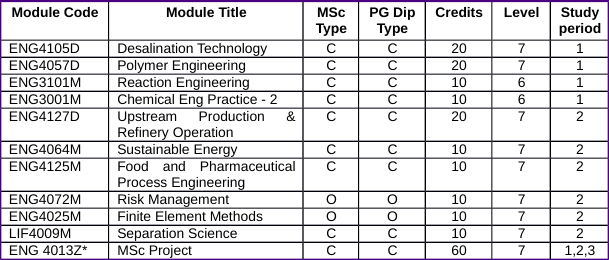 Module Code Module Title MSc Type PG Dip Type Credits Level Study period
ENG4105D Desalination Technology C C 20 7 1
ENG4057D Polymer Engineering C C 20 7 1
ENG3101M Reaction Engineering C C 10 6 1
ENG3001M Chemical Eng Practice - 2 C C 10 6 1
ENG4127D Upstream Production & C C 20 7 2
Refinery Operation
ENG4064M Sustainable Energy C C 10 7 2
ENG4125M Food and Pharmaceutical C C 10 7 2
Process Engineering
ENG4072M Risk Management O O 10 7 2
ENG4025M Finite Element Methods O O 10 7 2
LIF4009M Separation Science C C 10 7 2
ENG 4013Z* MSc Project C C 60 7 1,2,3